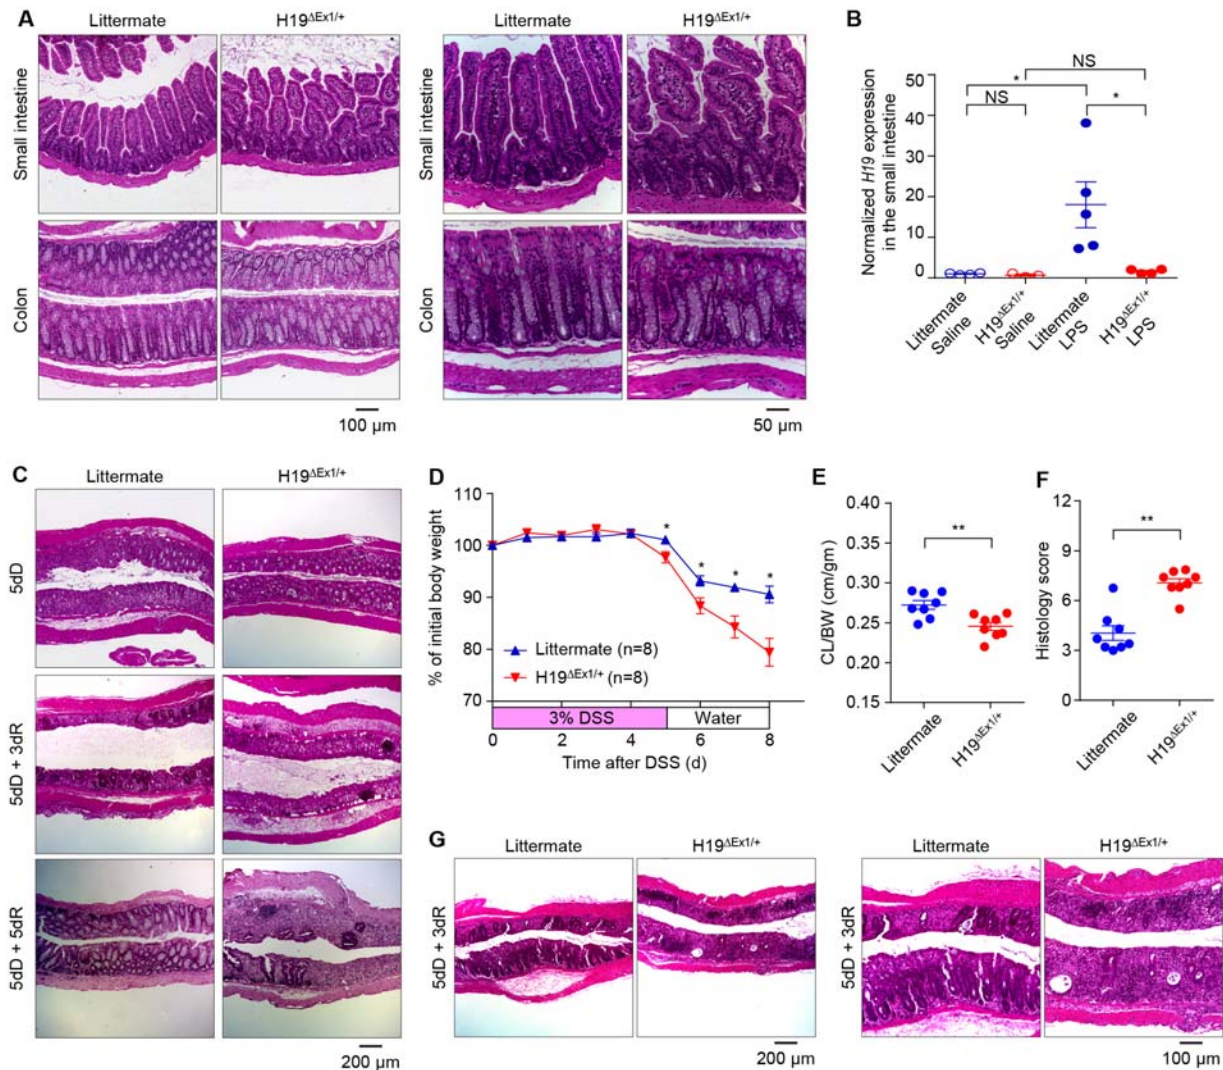 A
Littermate
H19ΔEx1/+
Littermate
H19ΔEx1/+
Small intestine
Colon
Small intestine
Colon
100 μm
50 μm
B
Normalized H19 expression
in the small intestine
50
40
30
20
10
0
NS
*
NS
*
Littermate
Saline
H19ΔEx1/+
Saline
Littermate
LPS
H19ΔEx1/+
LPS
C
Littermate
H19ΔEx1/+
5dD
5dD + 3dR
5dD + 5dR
200 μm
D
% of initial body weight
110
100
90
80
70
*
*
*
*
Littermate (n=8)
H19ΔEx1/+ (n=8)
3% DSS
Water
0
2
4
6
8
Time after DSS (d)
E
CL/BW (cm/gm)
0.40
0.35
0.30
0.25
0.20
0.15
**
Littermate
H19ΔEx1/+
F
Histology score
12
9
6
3
0
**
Littermate
H19ΔEx1/+
G
Littermate
H19ΔEx1/+
Littermate
H19ΔEx1/+
5dD + 3dR
5dD + 3dR
200 μm
100 μm